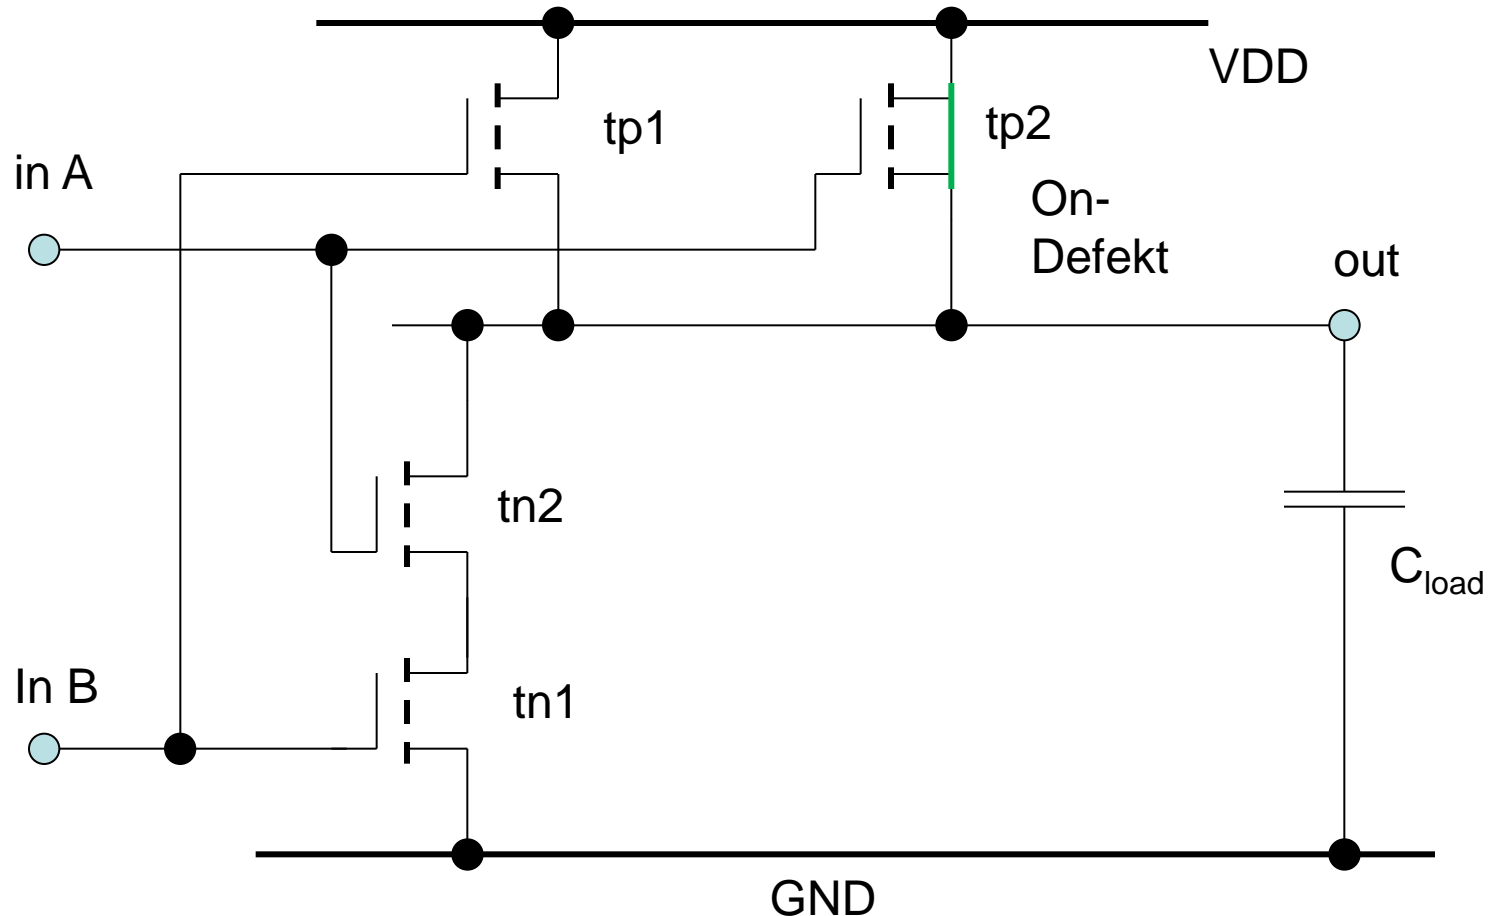 VDD
tp1
tp2
in A
On-
Defekt
out
tn2
Cload
In B
tn1
GND